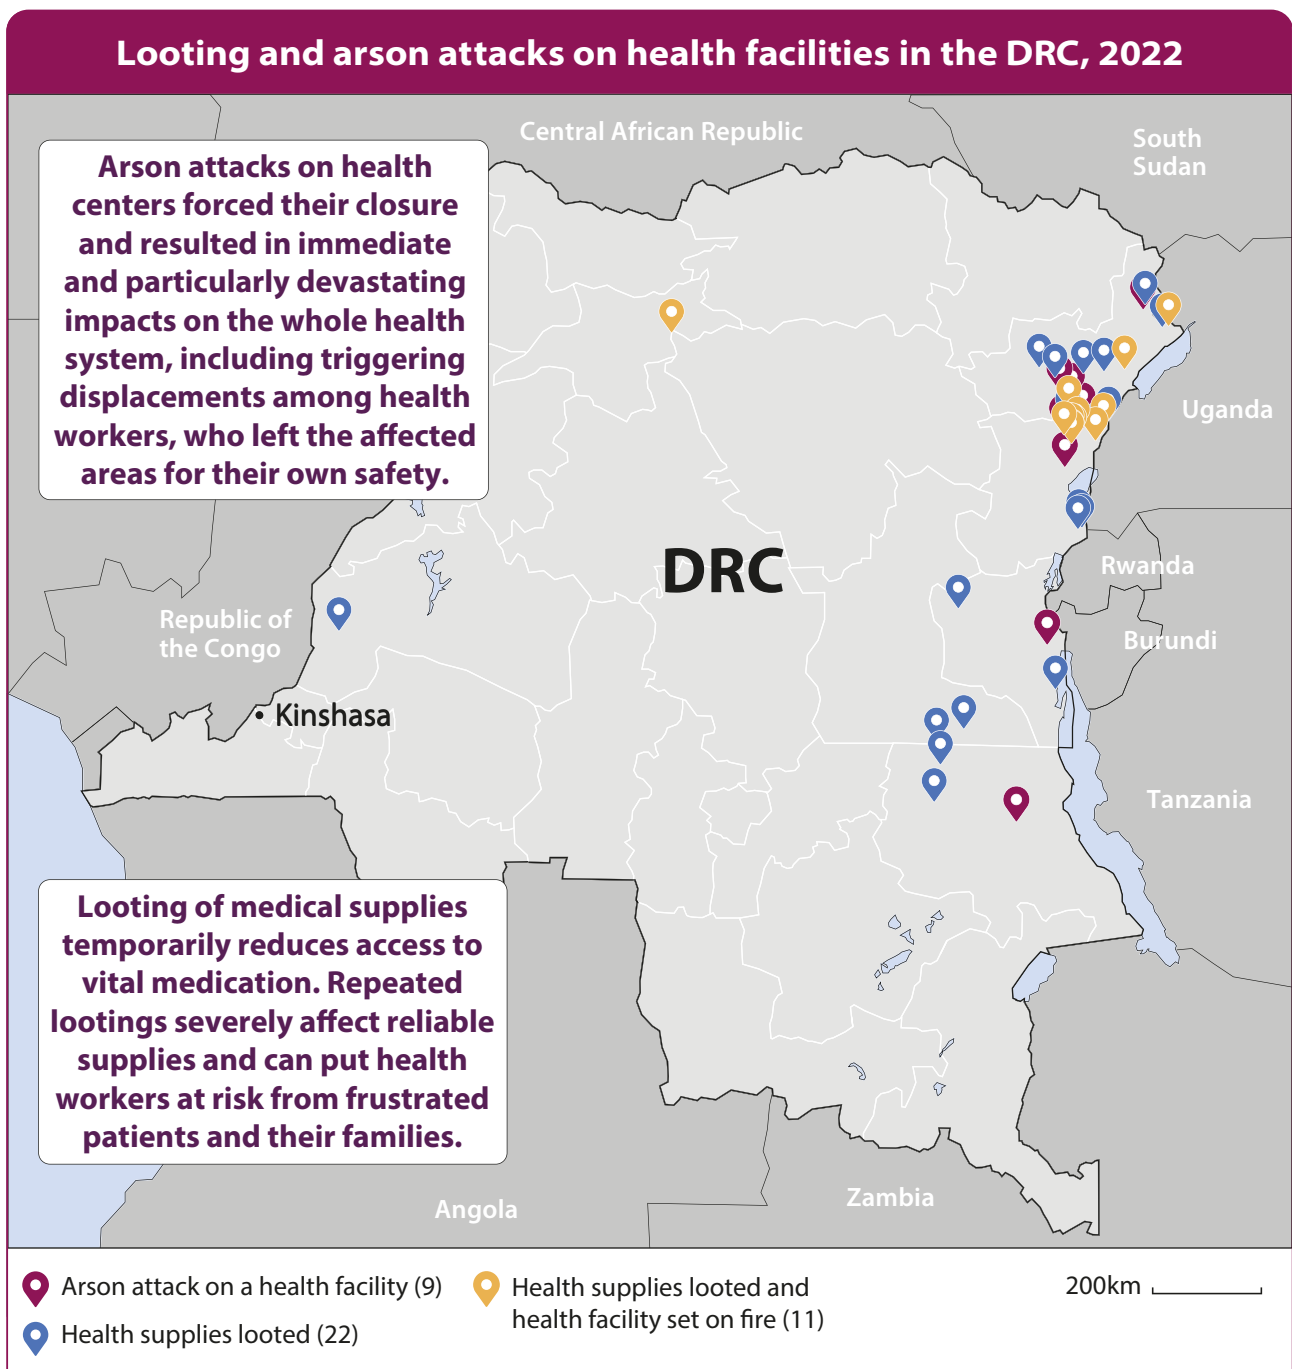 Looting and arson attacks on health facilities in the DRC, 2022
Central African Republic
South
Sudan
Arson attacks on health
centers forced their closure
and resulted in immediate
and particularly devastating
impacts on the whole health
system, including triggering
displacements among health
workers, who left the affected
areas for their own safety.
Uganda
DRC
Rwanda
Republic of
the Congo
Burundi
Kinshasa
Tanzania
Looting of medical supplies
temporarily reduces access to
vital medication. Repeated
lootings severely affect reliable
supplies and can put health
workers at risk from frustrated
patients and their families.
Zambia
Angola
Arson attack on a health facility (9)
Health supplies looted (22)
Health supplies looted and
health facility set on fire (11)
200km